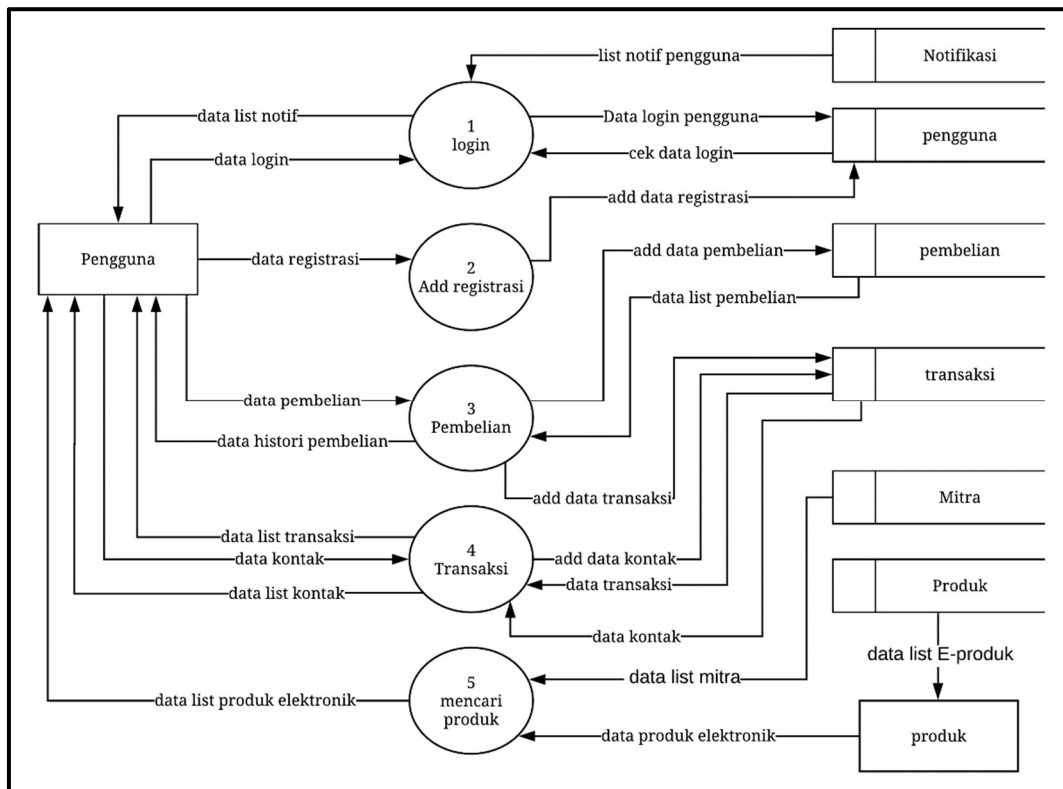 list notif pengguna
Notifikasi
data list notif
1
login
Data login pengguna
pengguna
data login
cek data login
add data registrasi
Pengguna
data registrasi
2
Add registrasi
add data pembelian
pembelian
data list pembelian
transaksi
data pembelian
3
Pembelian
data histori pembelian
add data transaksi
Mitra
data list transaksi
4
Transaksi
data kontak
add data kontak
data list kontak
data transaksi
Produk
data kontak
data list E-produk
5
mencari
produk
data list mitra
data list produk elektronik
data produk elektronik
produk